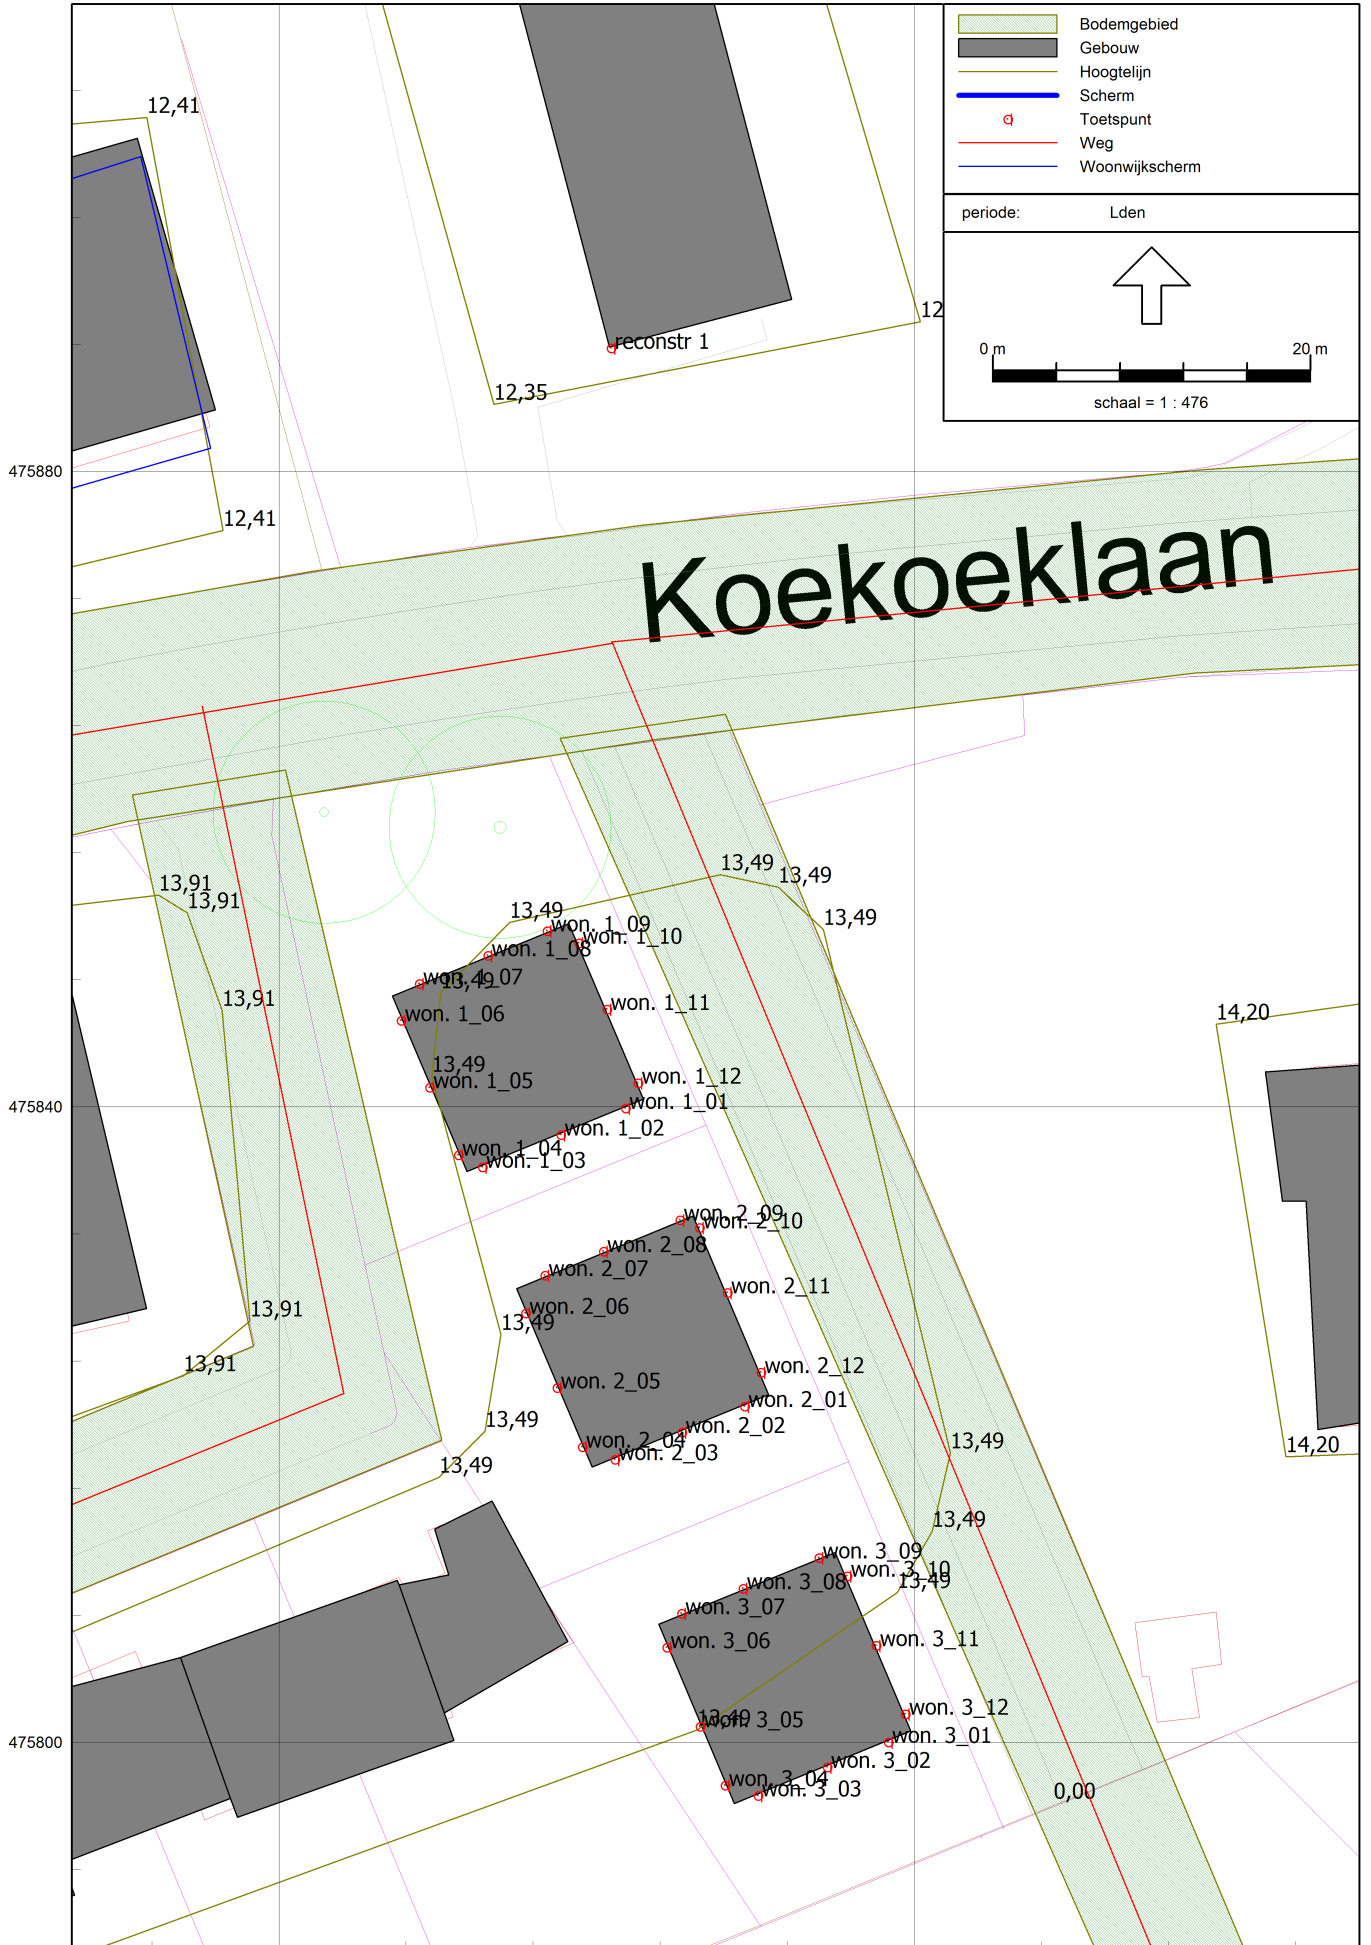 Bodemgebied
Gebouw
Hoogtelijn
Scherm
Toetspunt
Weg
Woonwijkscherm
periode: Lden
0 m 20 m
schaal = 1 : 476
12,41
12
reconstr 1
12,35
475880
12,41
Koekoeklaan
13,49
13,49
13,91
13,91
13,49
13,49
won. 1_09
won. 1_10
won. 1_08
won. 1_07
13,49
13,91
won. 1_11
won. 1_06
14,20
13,49
won. 1_05
won. 1_12
475840
won. 1_01
won. 1_02
won. 1_04
won. 1_03
won. 2_09
won. 2_10
won. 2_08
won. 2_07
won. 2_11
won. 2_06
13,91
13,49
13,91
won. 2_12
won. 2_05
won. 2_01
13,49
won. 2_02
won. 2_04
won. 2_03
13,49
14,20
13,49
13,49
won. 3_09
won. 3_10
13,49
won. 3_08
won. 3_07
won. 3_06
won. 3_11
won. 3_12
13,49
won. 3_05
475800
won. 3_01
won. 3_02
won. 3_04
won. 3_03
0,00